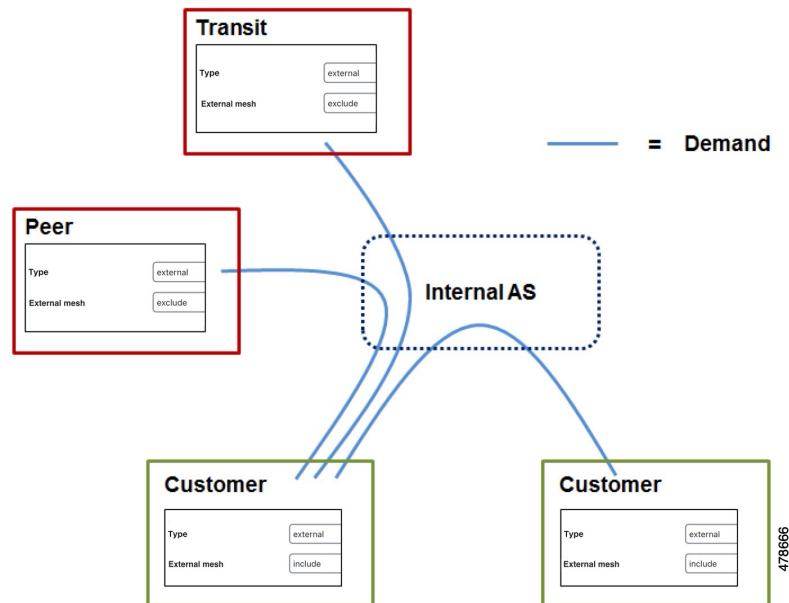 Transit
Type external
External mesh exclude
= Demand
Peer
Type external
External mesh exclude
Internal AS
Customer
Type external
External mesh include
Customer
Type external
External mesh include
478666